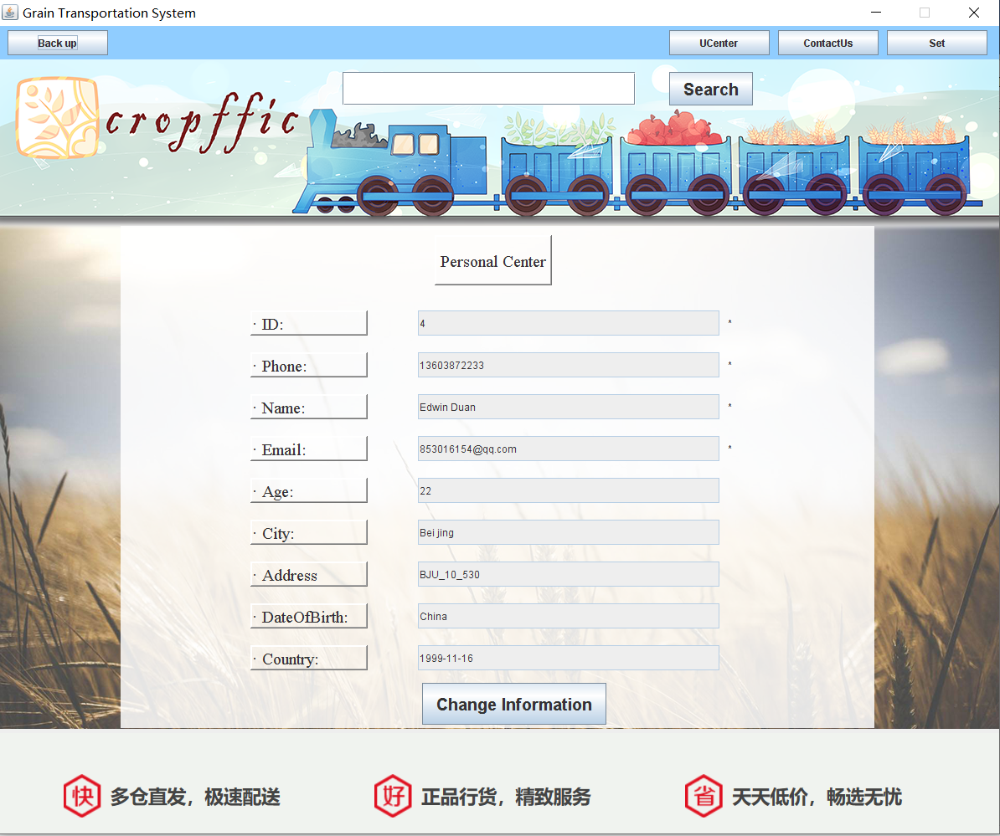 Grain Transportation System
Back up
UCenter
ContactUs
Set
cropffic
Search
Personal Center
· ID:
4 *
· Phone:
13603872233 *
· Name:
Edwin Duan *
· Email:
853016154@qq.com *
· Age:
22
· City:
Bei jing
· Address
BJU_10_530
· DateOfBirth:
China
· Country:
1999-11-16
Change Information
快 多仓直发，极速配送
好 正品行货，精致服务
省 天天低价，畅选无忧